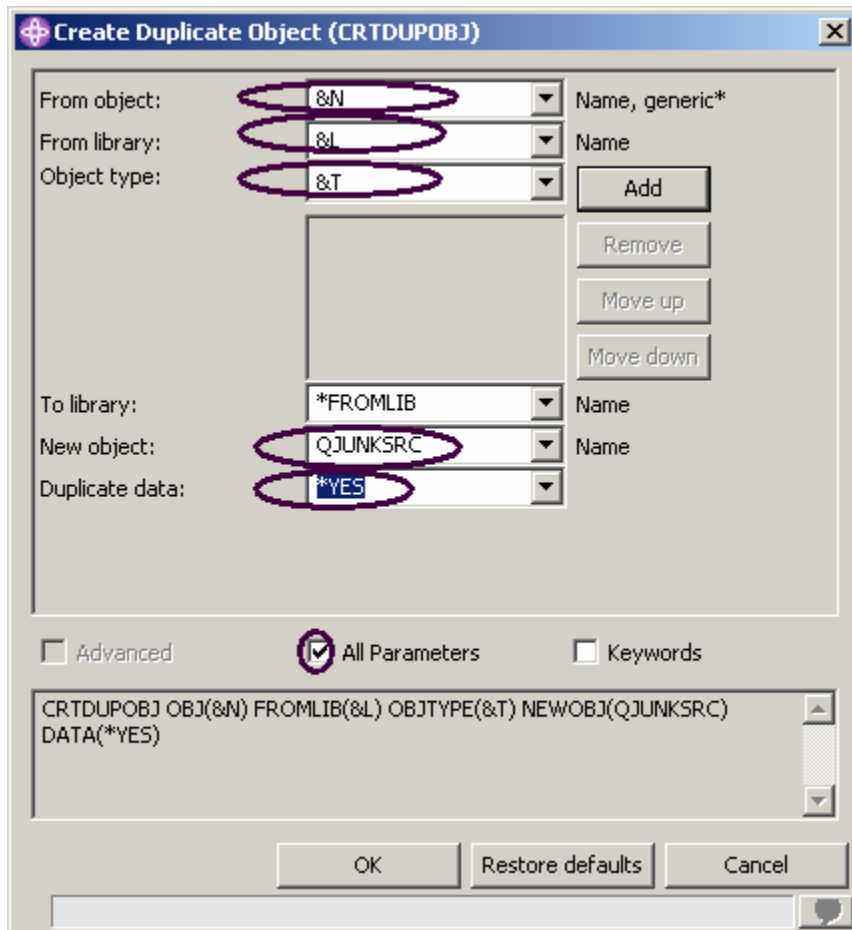 Create Duplicate Object (CRTDUPOBJ)
From object: &N Name, generic*
From library: &L Name
Object type: &T Add
Remove
Move up
Move down
To library: *FROMLIB Name
New object: QJUNKSRC Name
Duplicate data: *YES
Advanced All Parameters Keywords
CRTDUPOBJ OBJ(&N) FROMLIB(&L) OBJTYPE(&T) NEWOBJ(QJUNKSRC)
DATA(*YES)
OK Restore defaults Cancel